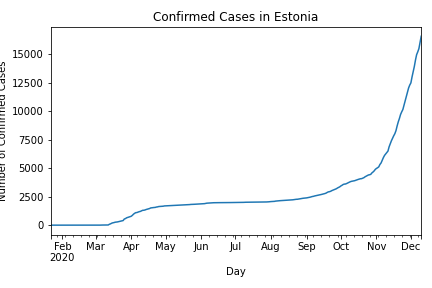 Confirmed Cases in Estonia
Number of Confirmed Cases
15000
12500
10000
7500
5000
2500
0
Feb Mar Apr May Jun Jul Aug Sep Oct Nov Dec
2020
Day